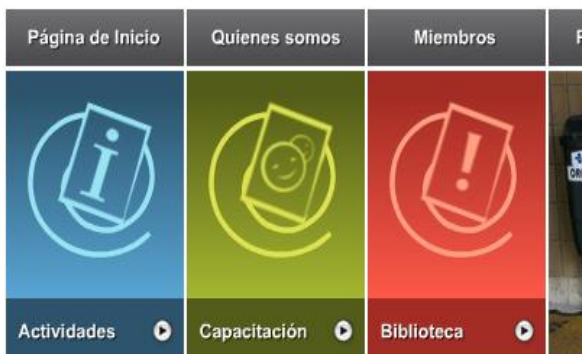 Página de Inicio
Quienes somos
Miembros
Actividades
Capacitación
Biblioteca